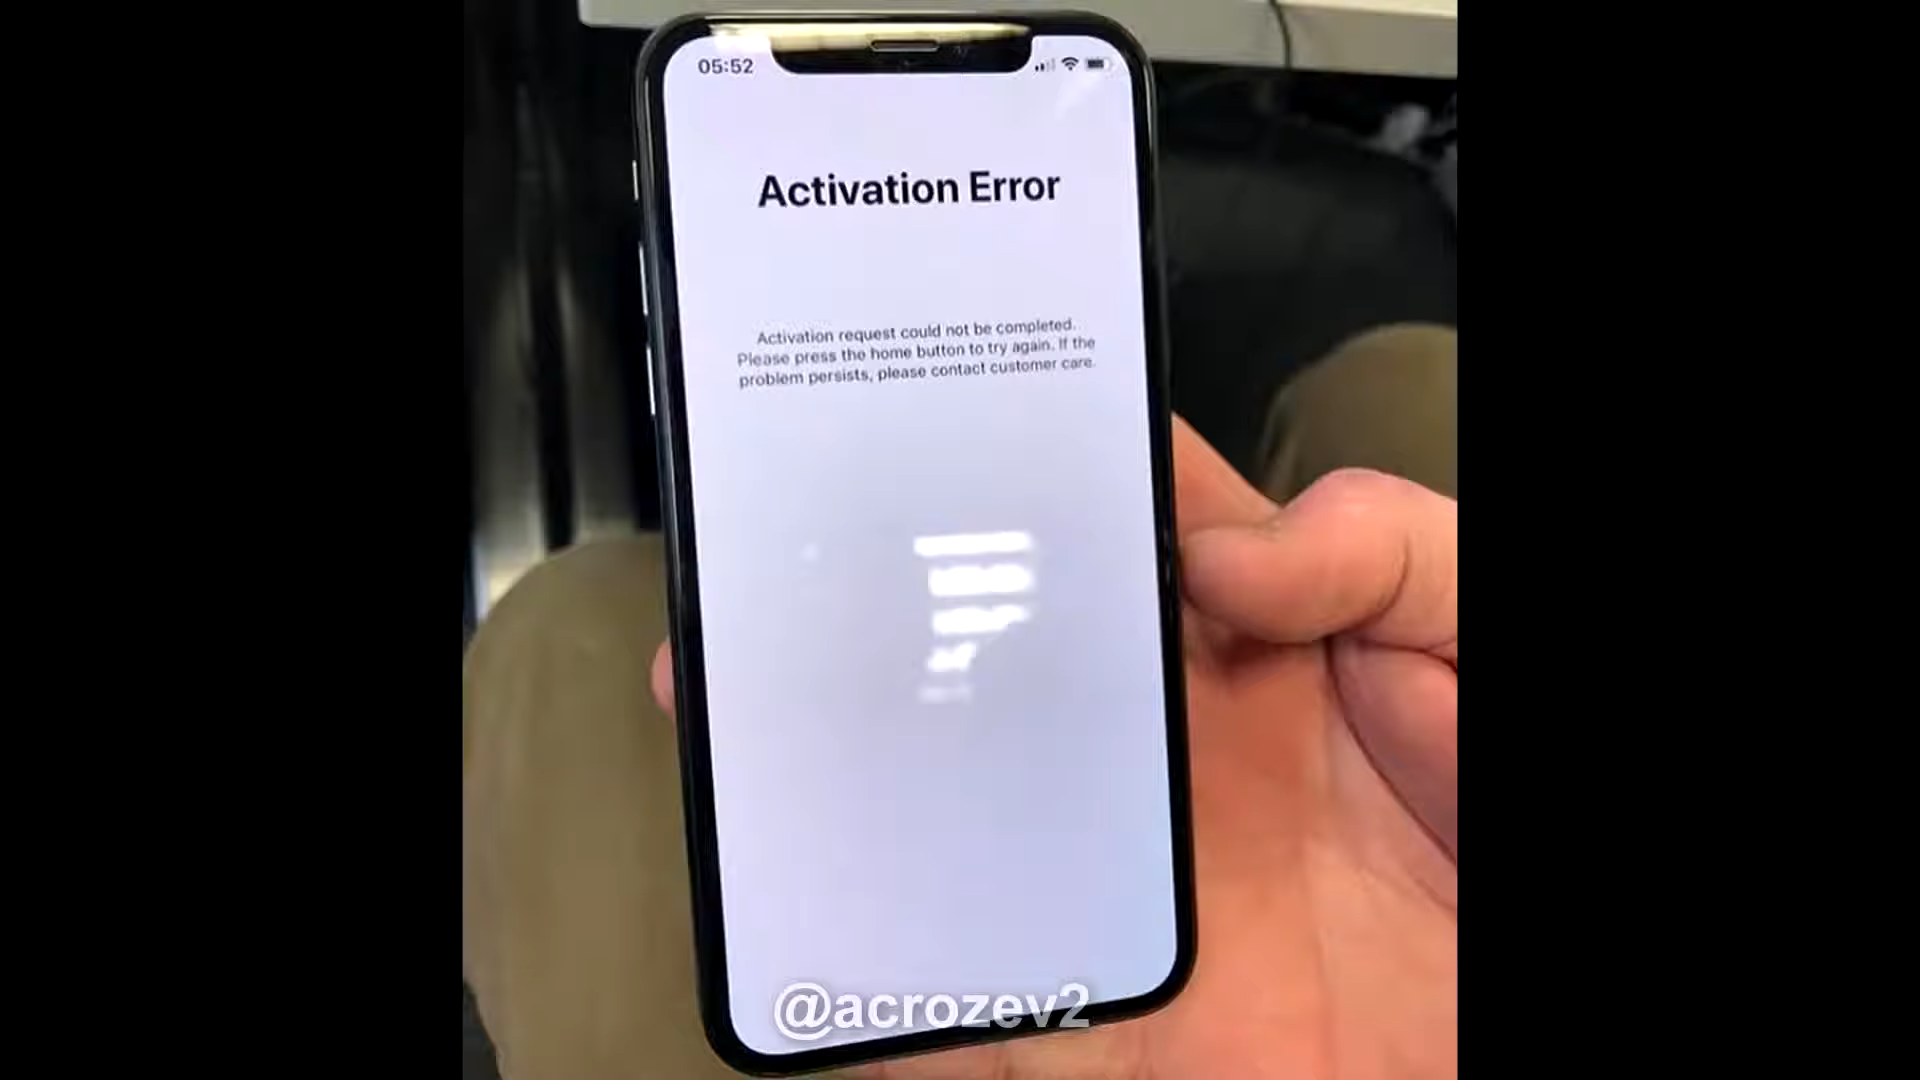 05:52
Activation Error
Activation request could not be completed.
Please press the home button to try again. If the
problem persists, please contact customer care.
@acrozev2